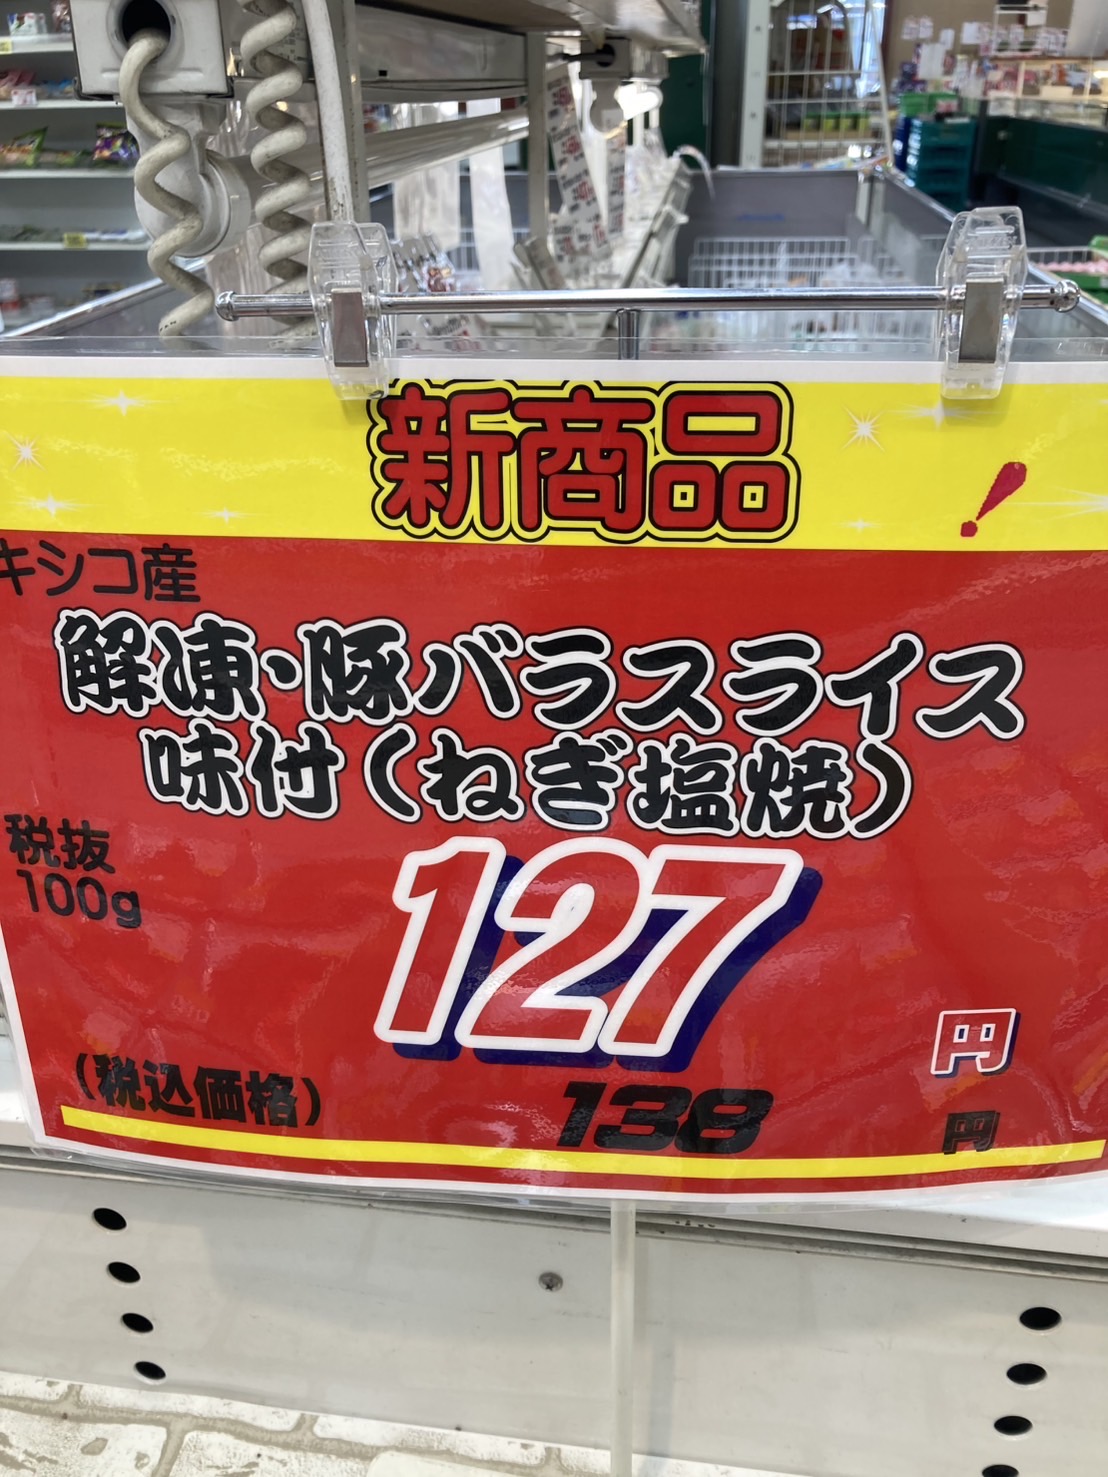 新商品!
キシコ産
解凍・豚バラスライス
味付(ねぎ塩焼)
税抜
100g
127
円
(税込価格)
138
円